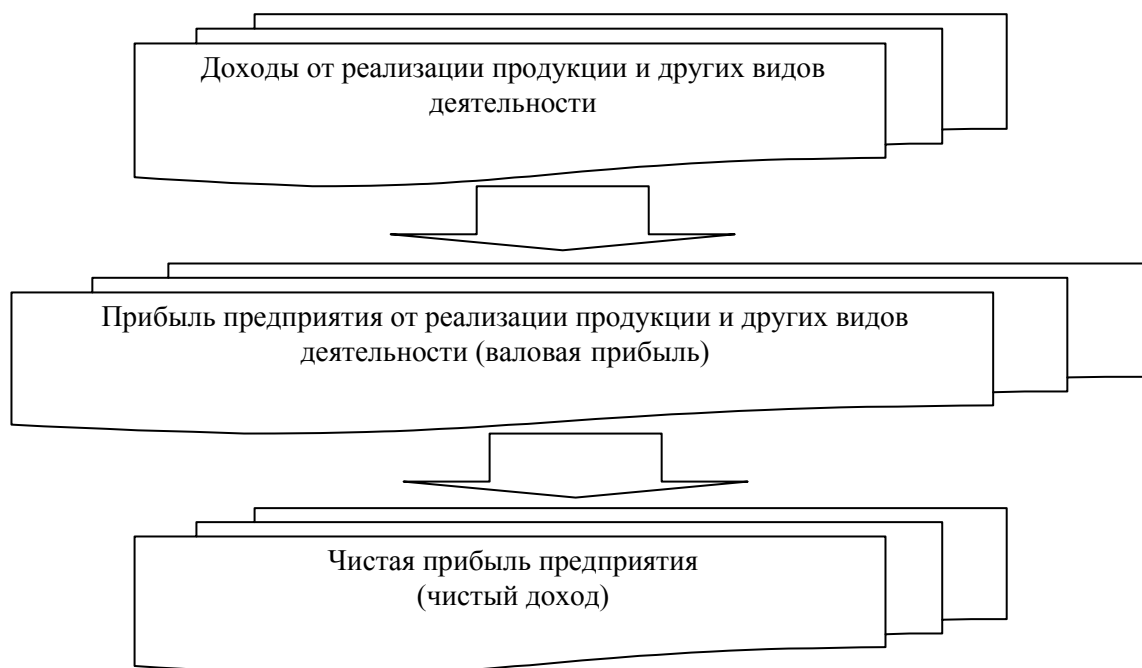 Доходы от реализации продукции и других видов
деятельности
Прибыль предприятия от реализации продукции и других видов
деятельности (валовая прибыль)
Чистая прибыль предприятия
(чистый доход)